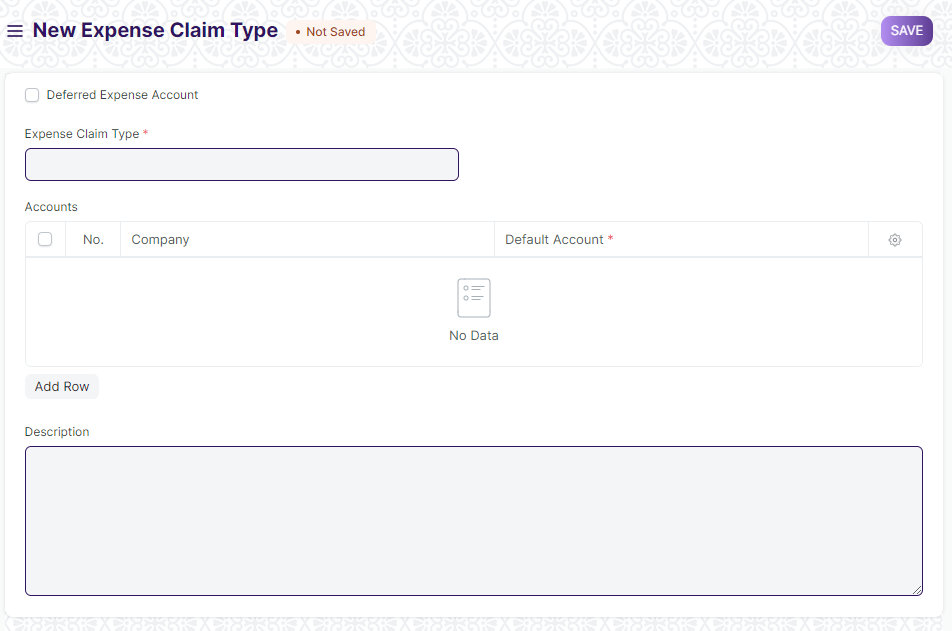 New Expense Claim Type • Not Saved SAVE
Deferred Expense Account
Expense Claim Type *
Accounts
No. Company Default Account *
No Data
Add Row
Description